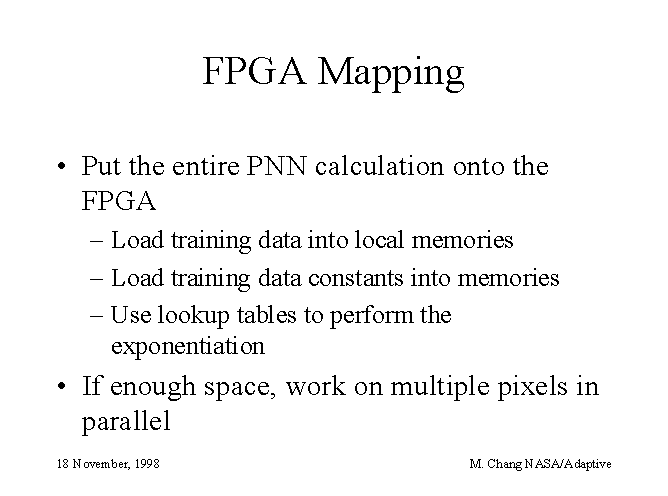 FPGA Mapping
• Put the entire PNN calculation onto the
FPGA
– Load training data into local memories
– Load training data constants into memories
– Use lookup tables to perform the
exponentiation
• If enough space, work on multiple pixels in
parallel
18 November, 1998
M. Chang NASA/Adaptive